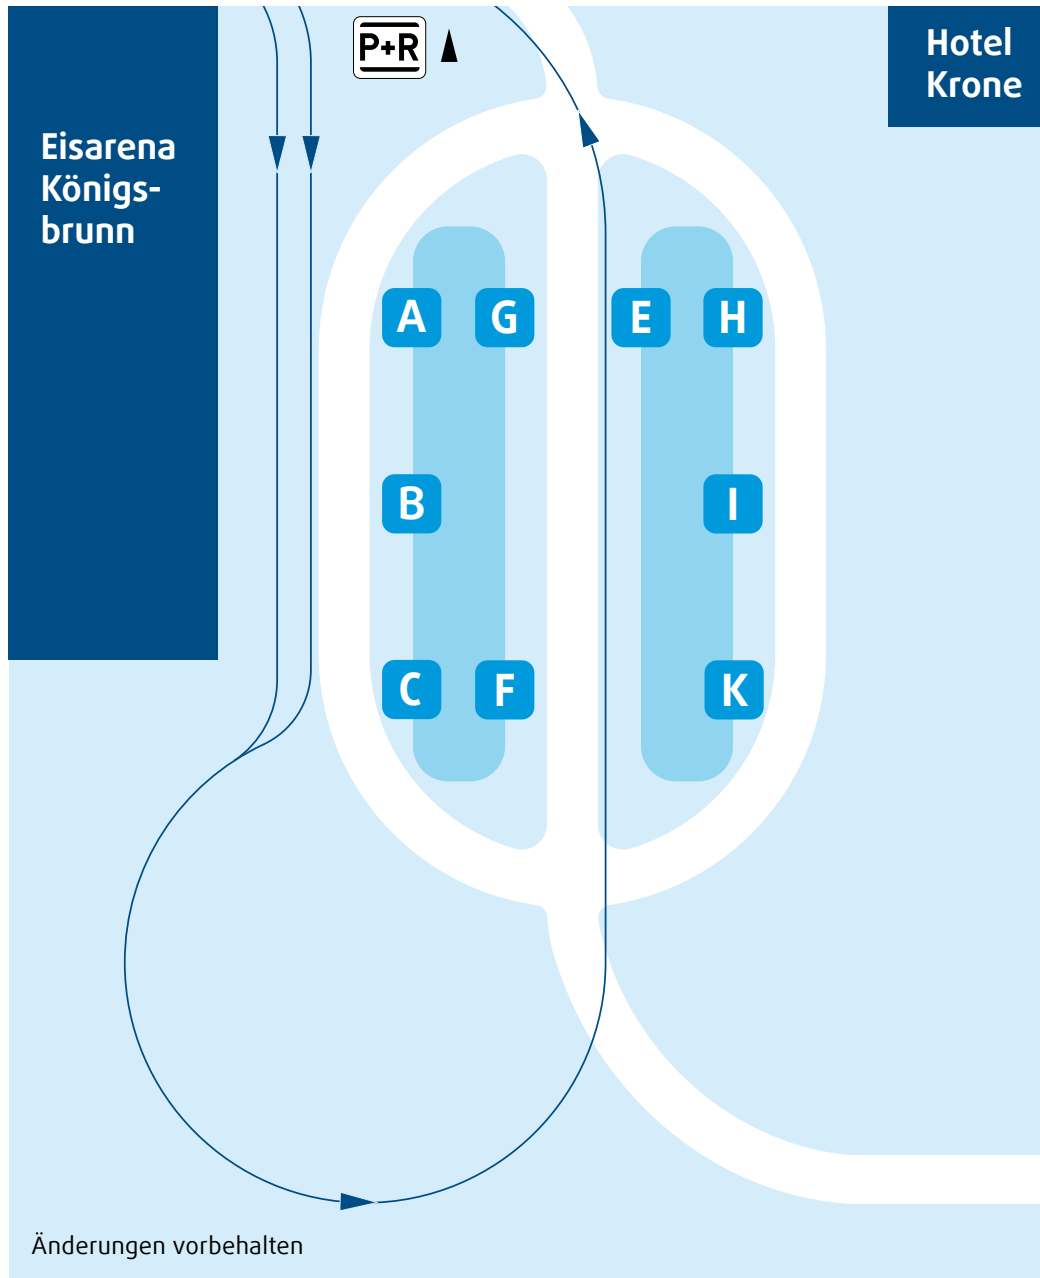 P+R
Hotel
Krone
Eisarena
Königs-
brunn
A G E H
B I
C F K
Änderungen vorbehalten